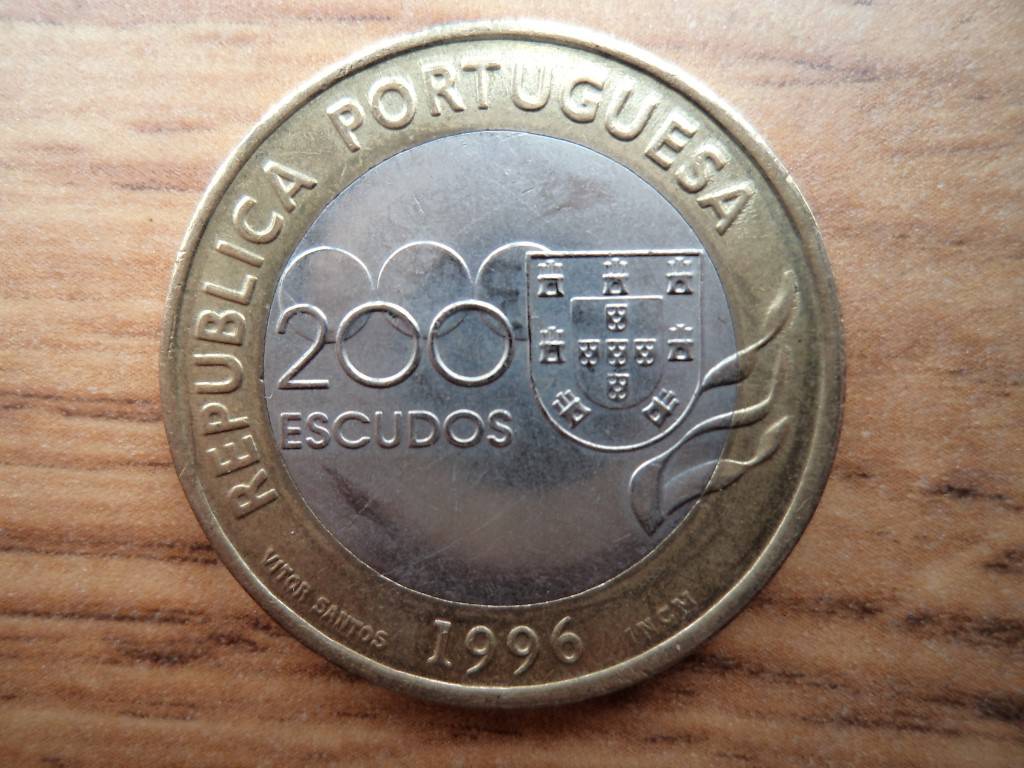 REPUBLICA PORTUGUESA
200
ESCUDOS
VITOR SANTOS
1996
INCM